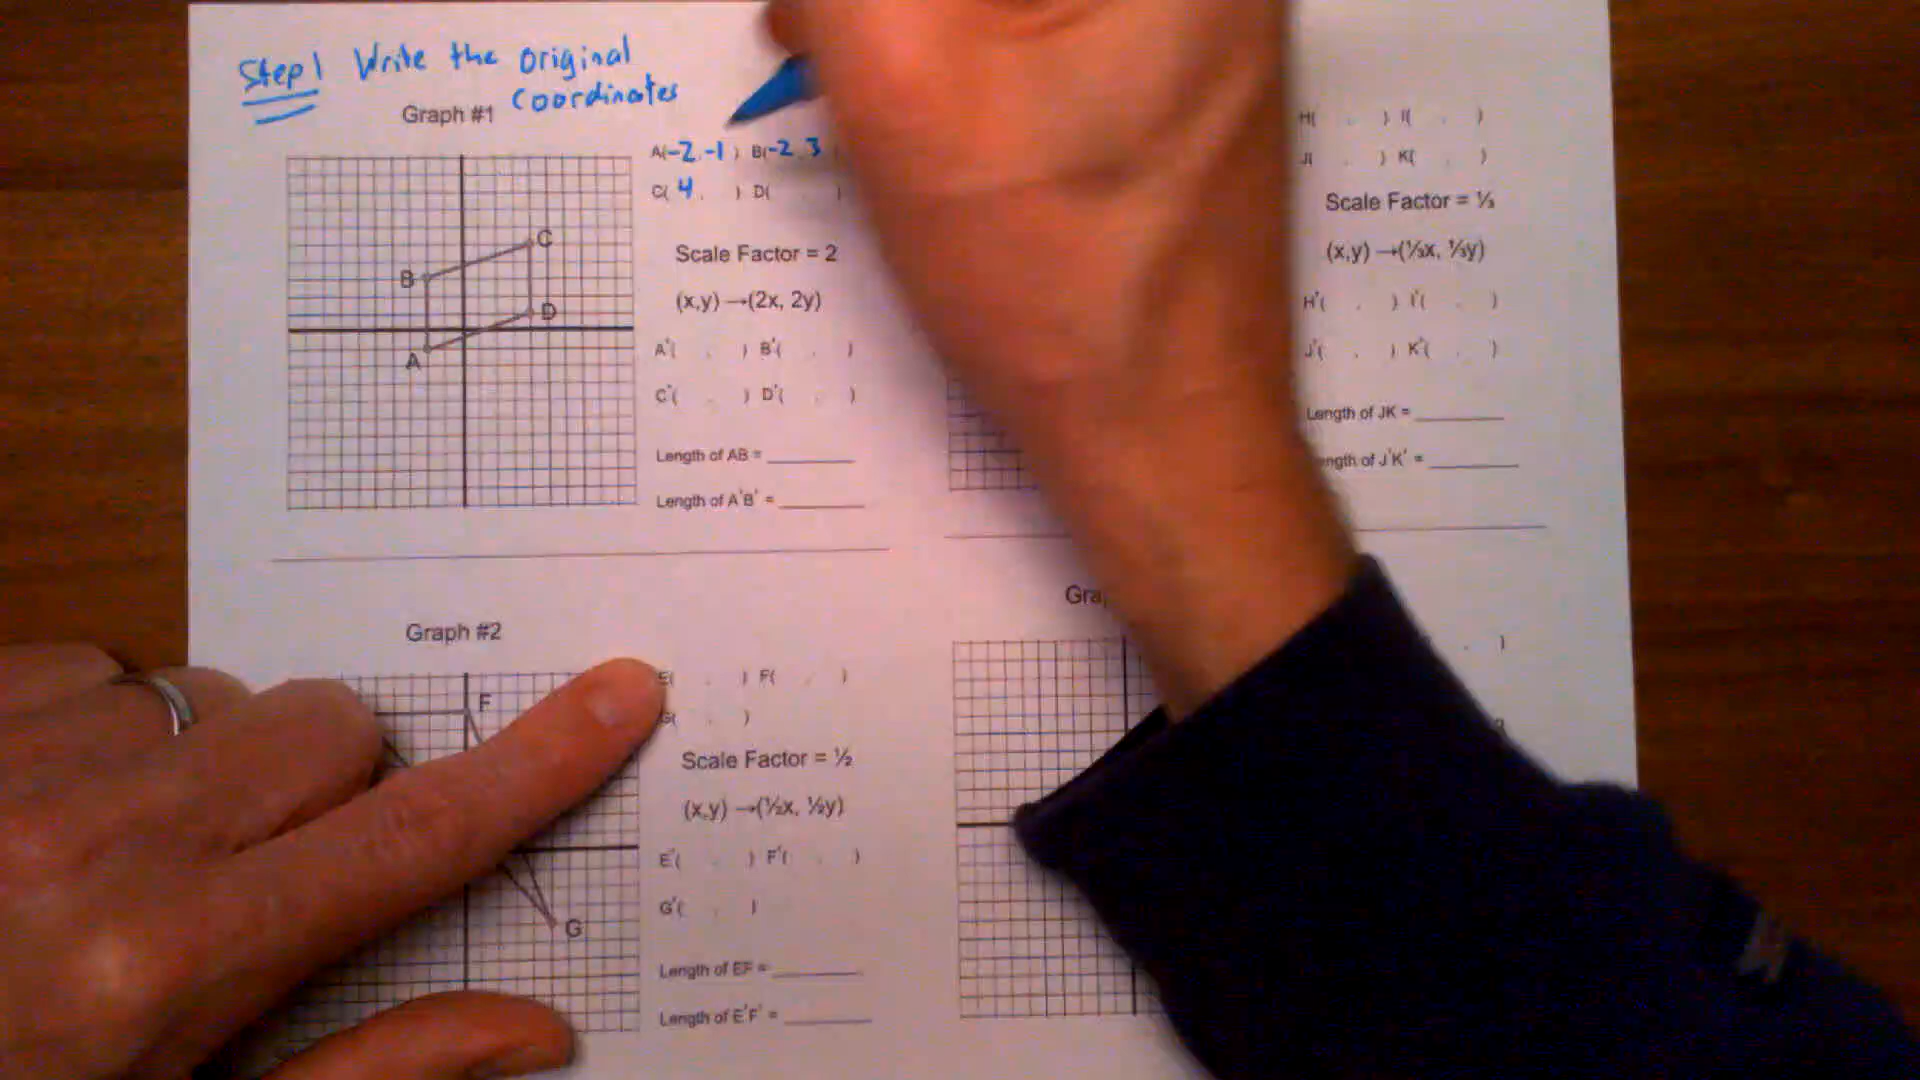 Step 1 Write the original
coordinates
Graph #1
A(-2,-1) B(-2,3
C(4, ) D( , )
C
B
D
A
Scale Factor = 2
(x,y) →(2x, 2y)
A'( , ) B'( , )
C'( , ) D'( , )
Length of AB = ________
Length of A'B' = ________
Graph #2
F
G
E( , ) F( , )
G( , )
Scale Factor = ½
(x,y) →(½x, ½y)
E'( , ) F'( , )
G'( , )
Length of EF = ________
Length of E'F' = ________
H( , ) I( , )
J( , ) K( , )
Scale Factor = ⅓
(x,y) →(⅓x, ⅓y)
H'( , ) I'( , )
J'( , ) K'( , )
Length of JK = ________
of J'K' = ________